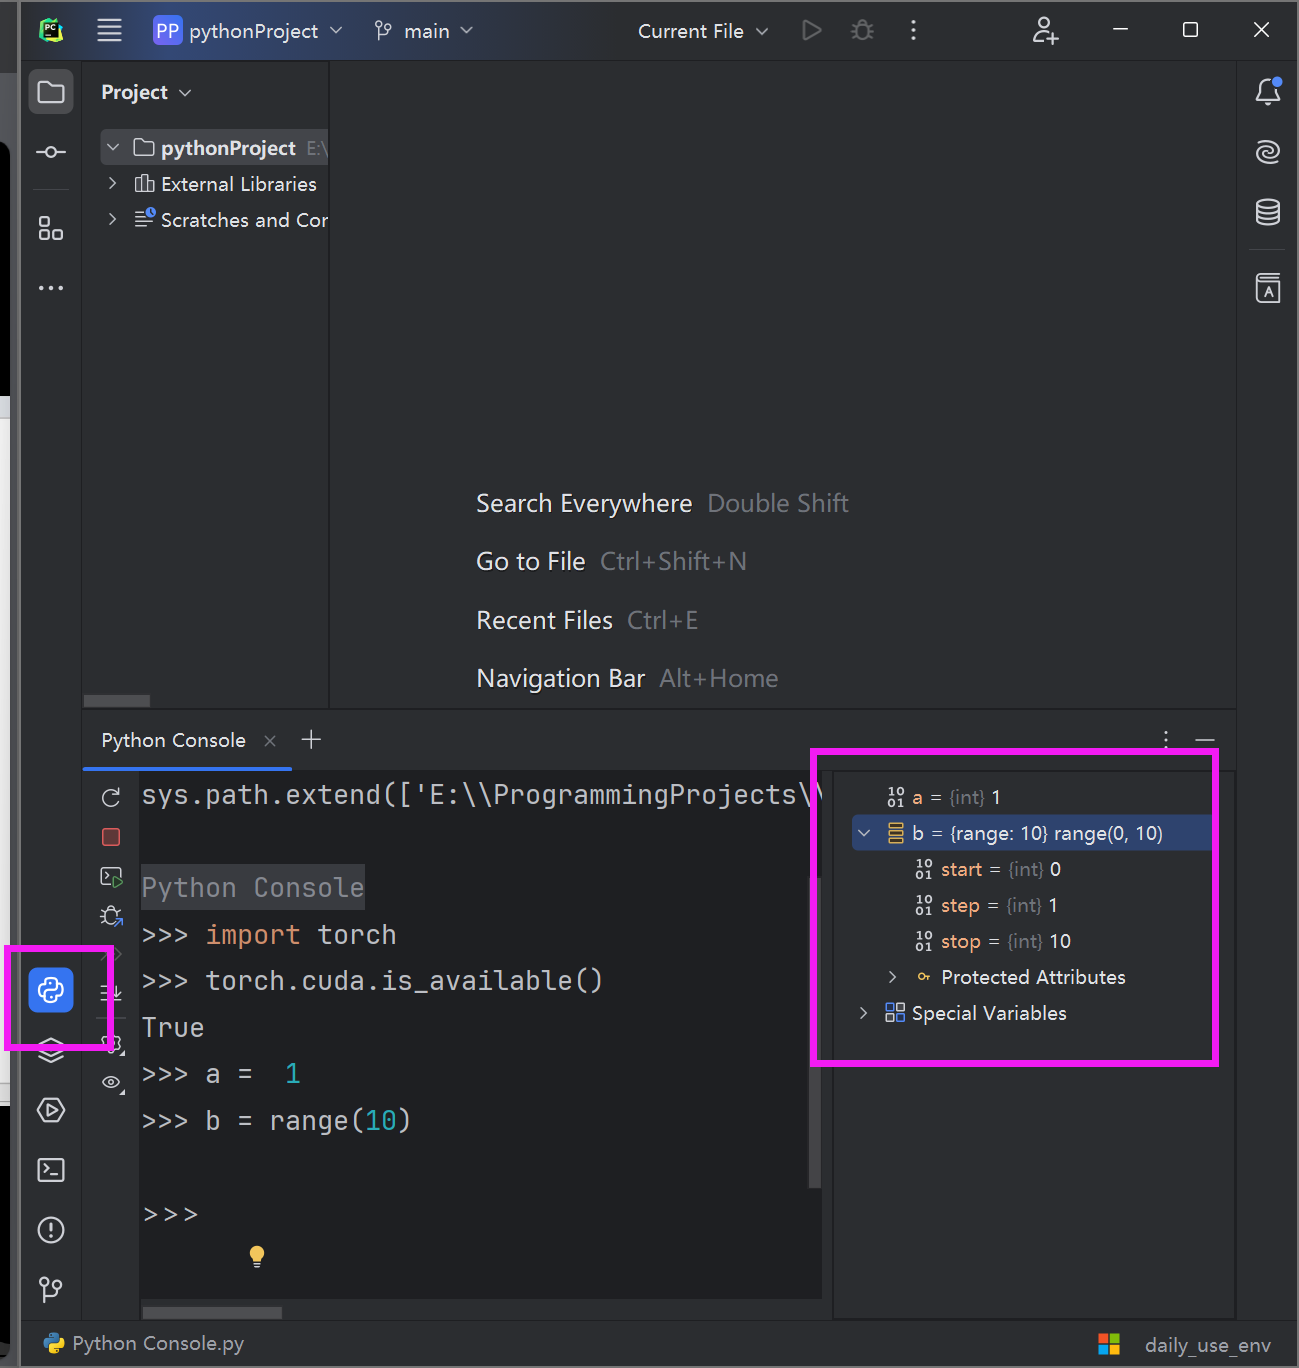 PP pythonProject main Current File
Project
pythonProject E:\
External Libraries
Scratches and Cor
Search Everywhere Double Shift
Go to File Ctrl+Shift+N
Recent Files Ctrl+E
Navigation Bar Alt+Home
Python Console
sys.path.extend(['E:\\ProgrammingProjects\\
Python Console
>>> import torch
>>> torch.cuda.is_available()
True
>>> a =  1
>>> b = range(10)
>>>
a = {int} 1
b = {range: 10} range(0, 10)
start = {int} 0
step = {int} 1
stop = {int} 10
Protected Attributes
Special Variables
Python Console.py
daily_use_env